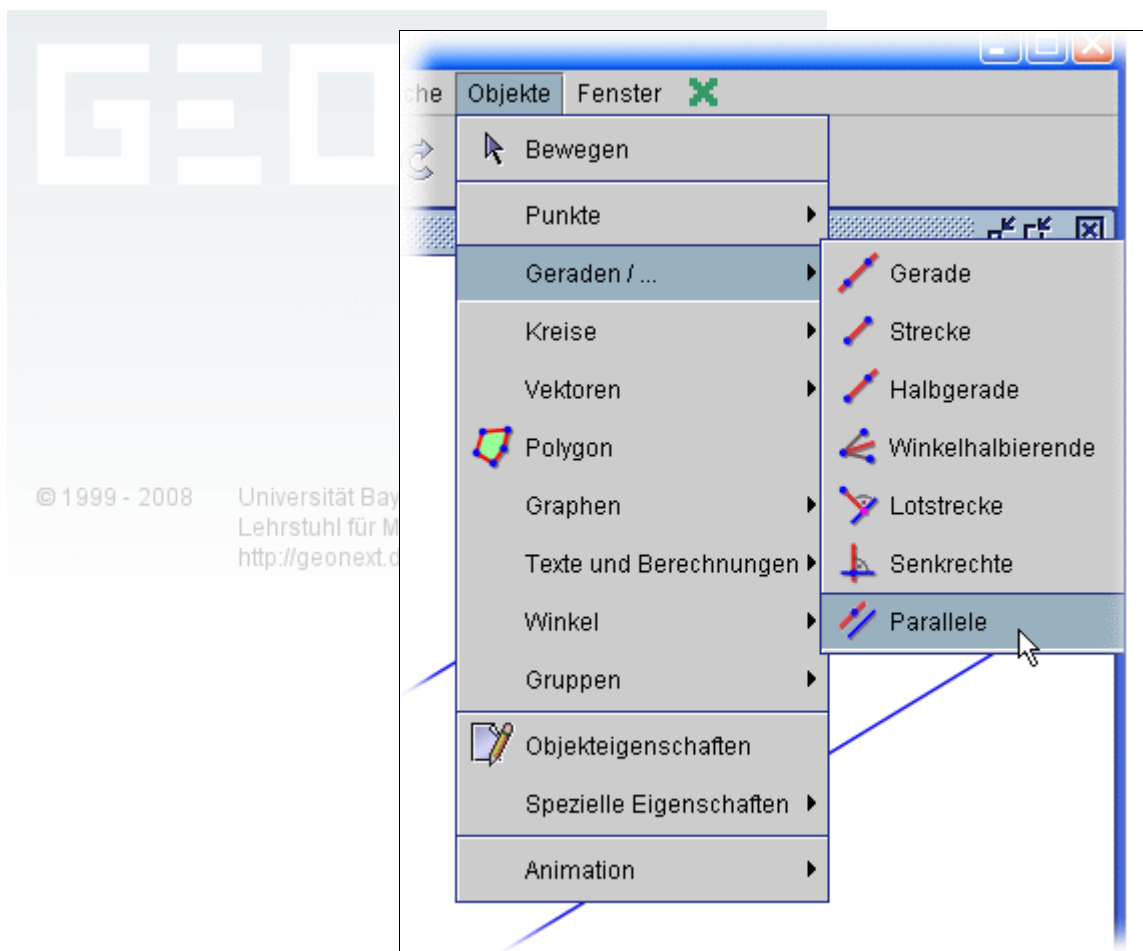 GEO
che Objekte Fenster
Bewegen
Punkte
Geraden / ...
Kreise
Vektoren
Polygon
Graphen
Texte und Berechnungen
Winkel
Gruppen
Objekteigenschaften
Spezielle Eigenschaften
Animation
Gerade
Strecke
Halbgerade
Winkelhalbierende
Lotstrecke
Senkrechte
Parallele
© 1999 - 2008 Universität Bay
Lehrstuhl für M
http://geonext.d